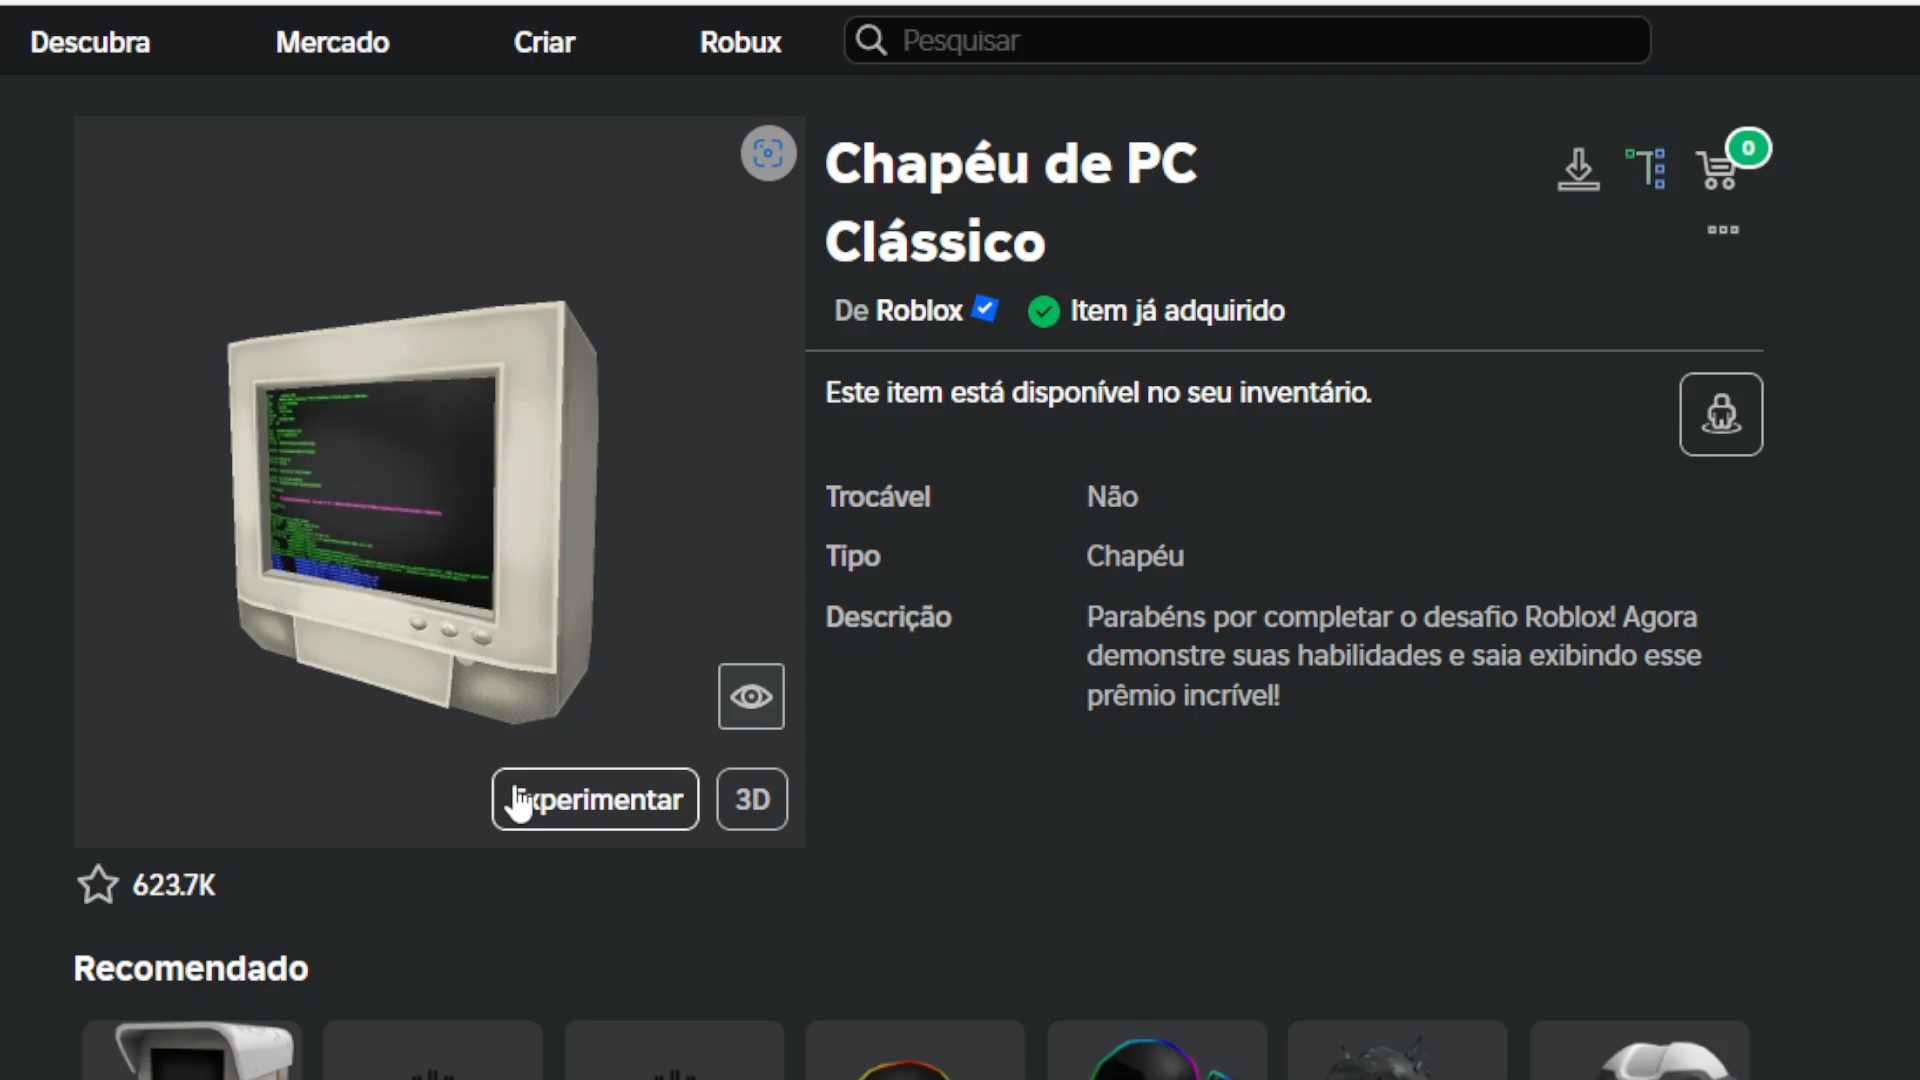 Descubra Mercado Criar Robux Pesquisar
Chapéu de PC
Clássico
0
De Roblox Item já adquirido
Este item está disponível no seu inventário.
Trocável Não
Tipo Chapéu
Descrição Parabéns por completar o desafio Roblox! Agora
demonstre suas habilidades e saia exibindo esse
prêmio incrível!
Experimentar 3D
623.7K
Recomendado